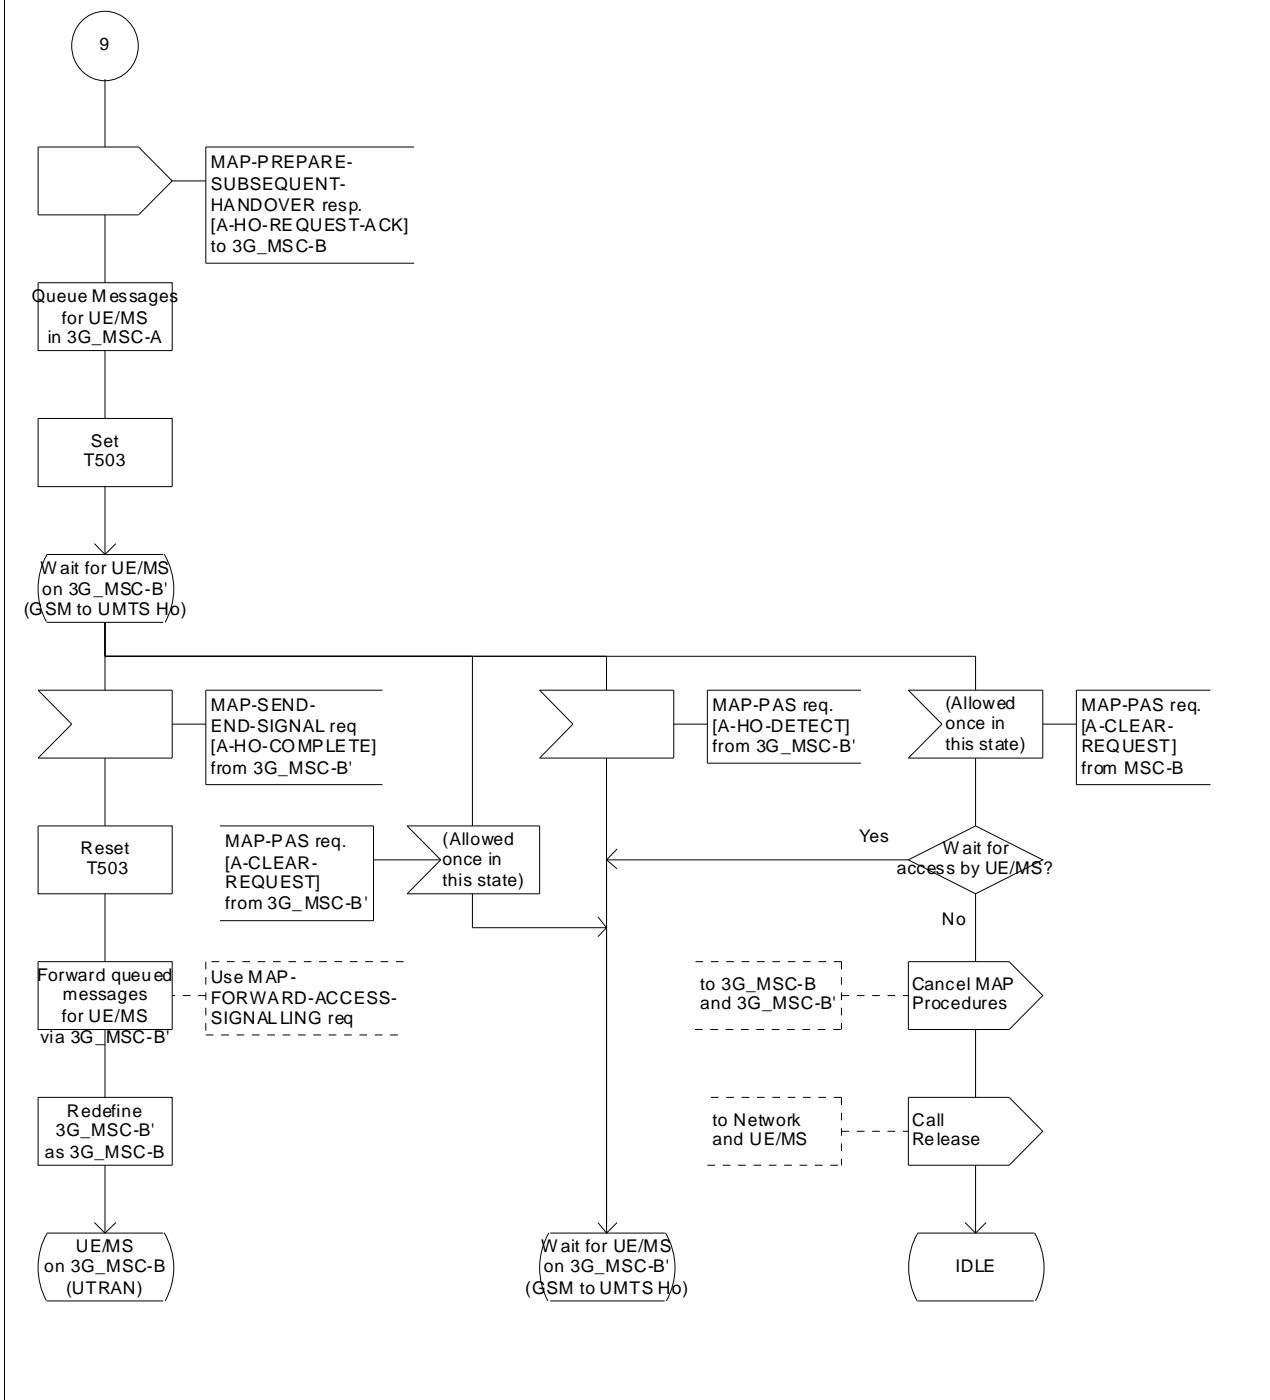 9
MAP-PREPARE-
SUBSEQUENT-
HANDOVER resp.
[A-HO-REQUEST-ACK]
to 3G_MSC-B
Queue Messages
for UE/MS
in 3G_MSC-A
Set
T503
Wait for UE/MS
on 3G_MSC-B'
(GSM to UMTS Ho)
MAP-SEND-
END-SIGNAL req
[A-HO-COMPLETE]
from 3G_MSC-B'
MAP-PAS req.
[A-HO-DETECT]
from 3G_MSC-B'
(Allowed
once in
this state)
MAP-PAS req.
[A-CLEAR-
REQUEST]
from MSC-B
Reset
T503
MAP-PAS req.
[A-CLEAR-
REQUEST]
from 3G_MSC-B'
(Allowed
once in
this state)
Yes
Wait for
access by UE/MS?
No
Forward queued
messages
for UE/MS
via 3G_MSC-B'
Use MAP-
FORWARD-ACCESS-
SIGNALLING req
to 3G_MSC-B
and 3G_MSC-B'
Cancel MAP
Procedures
Redefine
3G_MSC-B'
as 3G_MSC-B
to Network
and UE/MS
Call
Release
UE/MS
on 3G_MSC-B
(UTRAN)
Wait for UE/MS
on 3G_MSC-B'
(GSM to UMTS Ho)
IDLE